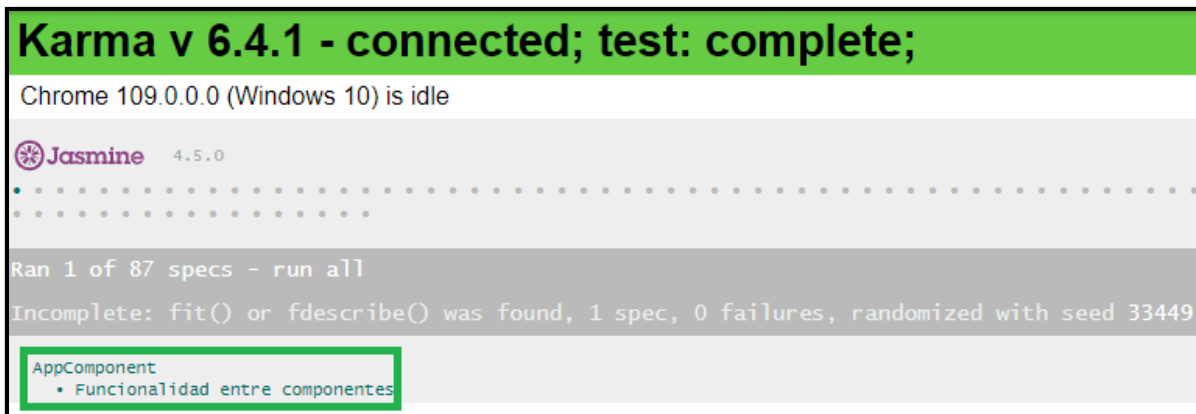 Karma v 6.4.1 - connected; test: complete;
Chrome 109.0.0.0 (Windows 10) is idle
Jasmine 4.5.0
Ran 1 of 87 specs - run all
Incomplete: fit() or fdescribe() was found, 1 spec, 0 failures, randomized with seed 33449
AppComponent
• Funcionalidad entre componentes